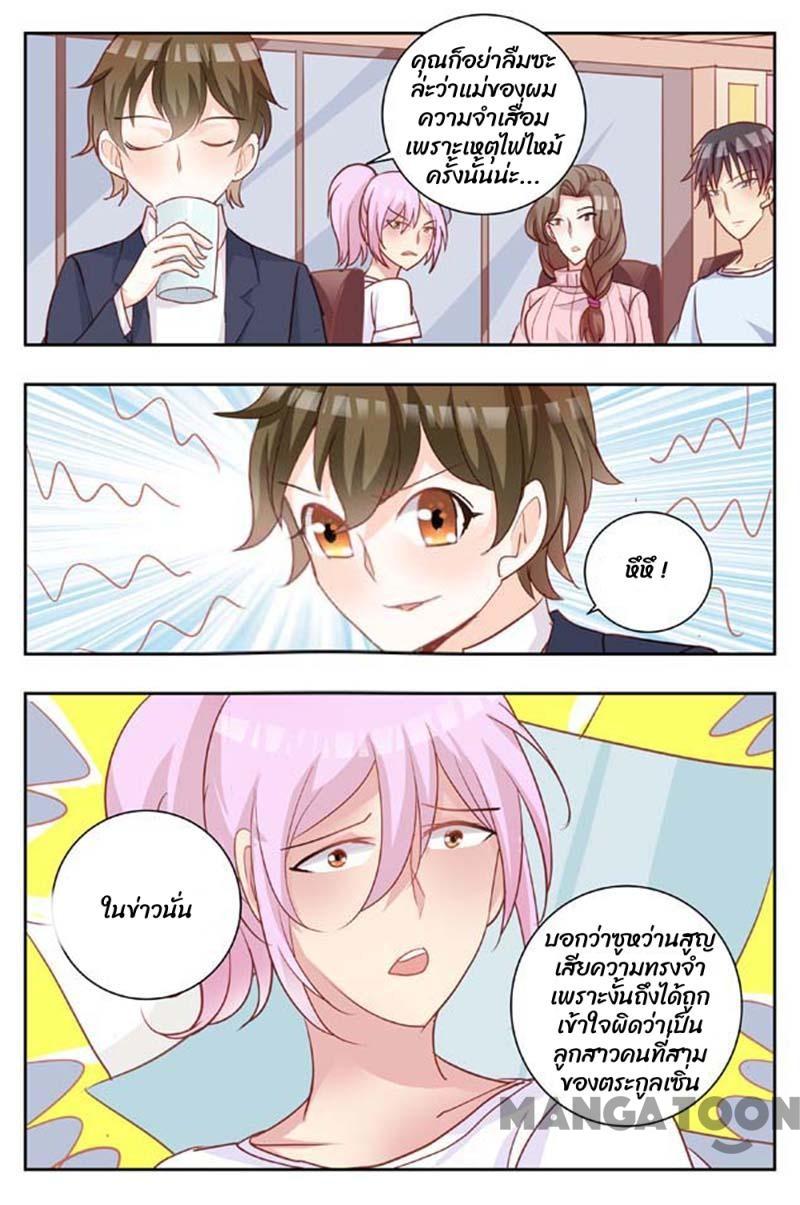 คุณก็อย่าลืมซะ
ล่ะว่าแม่ของผม
ความจำเสื่อม
เพราะเหตุไฟไหม้
ครั้งนั้นน่ะ...
หึหึ !
ในข่าวนั่น
บอกว่าซูหว่านสูญ
เสียความทรงจำ
เพราะงั้นถึงได้ถูก
เข้าใจผิดว่าเป็น
ลูกสาวคนที่สาม
ของตระกูลเซิ่น
MANGATOON